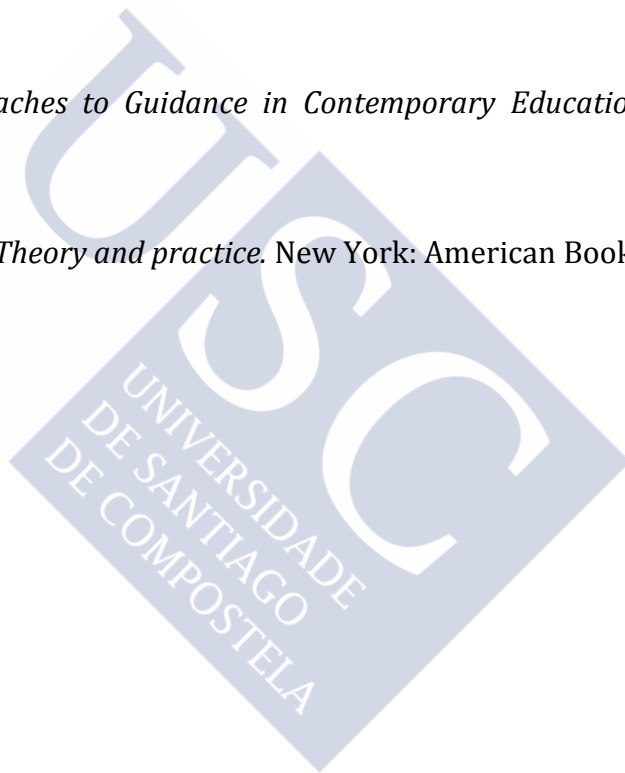 aches to Guidance in Contemporary Educatio
Theory and practice. New York: American Book
USC
UNIVERSIDADE
DE SANTIAGO
DE COMPOSTELA